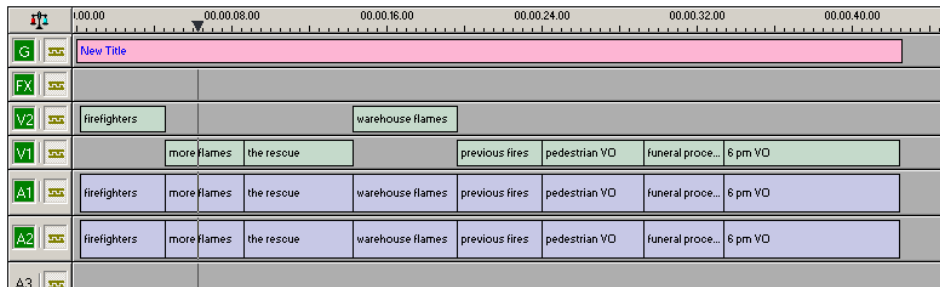 :.00.00 00.00.08.00 00.00.16.00 00.00.24.00 00.00.32.00 00.00.40.00
G New Title
FX
V2 firefighters warehouse flames
V1 more flames the rescue previous fires pedestrian VO funeral proce... 6 pm VO
A1 firefighters more flames the rescue warehouse flames previous fires pedestrian VO funeral proce... 6 pm VO
A2 firefighters more flames the rescue warehouse flames previous fires pedestrian VO funeral proce... 6 pm VO
A3